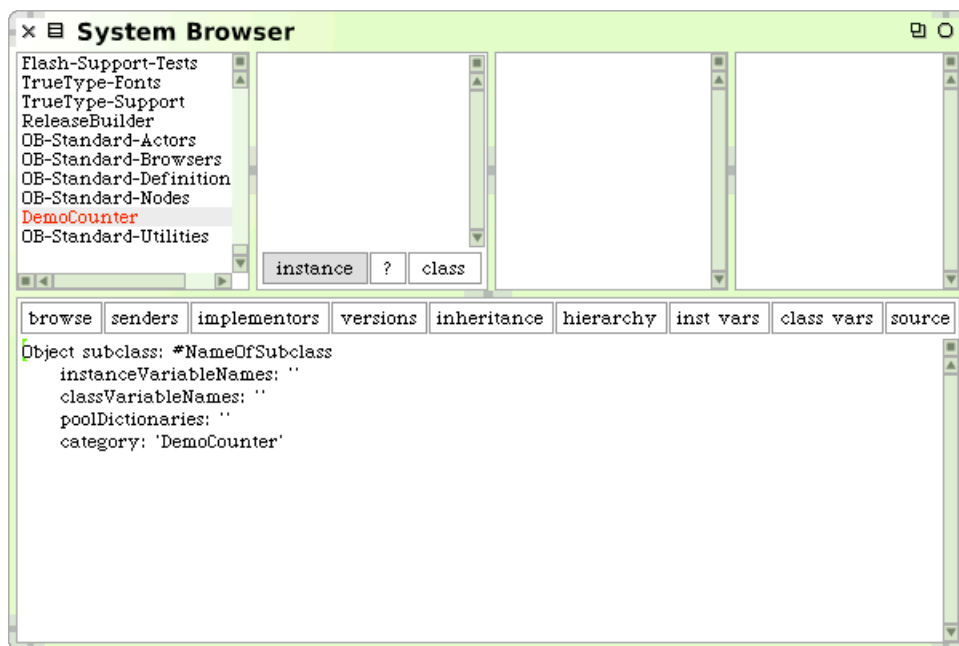 System Browser
Flash-Support-Tests
TrueType-Fonts
TrueType-Support
ReleaseBuilder
OB-Standard-Actors
OB-Standard-Browsers
OB-Standard-Definition
OB-Standard-Nodes
DemoCounter
OB-Standard-Utilities
instance ? class
browse senders implementors versions inheritance hierarchy inst vars class vars source
Object subclass: #NameOfSubclass
instanceVariableNames: ''
classVariableNames: ''
poolDictionaries: ''
category: 'DemoCounter'